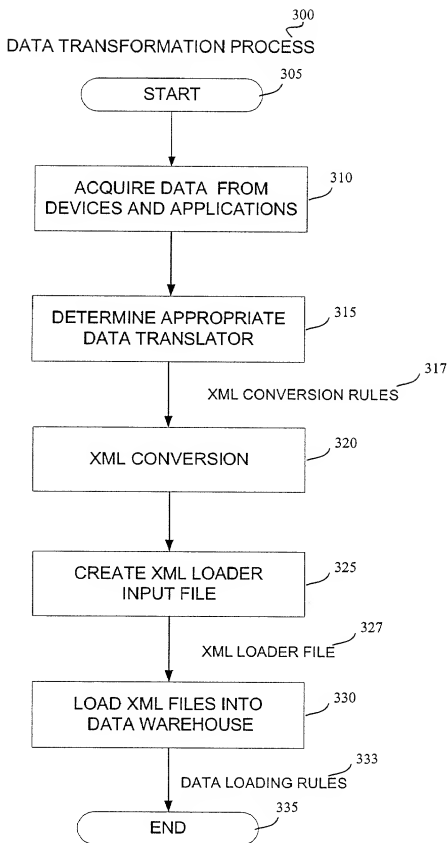 300
DATA TRANSFORMATION PROCESS
START
305
ACQUIRE DATA FROM
DEVICES AND APPLICATIONS
310
DETERMINE APPROPRIATE
DATA TRANSLATOR
315
317
XML CONVERSION RULES
XML CONVERSION
320
CREATE XML LOADER
INPUT FILE
325
327
XML LOADER FILE
LOAD XML FILES INTO
DATA WAREHOUSE
330
333
DATA LOADING RULES
END
335